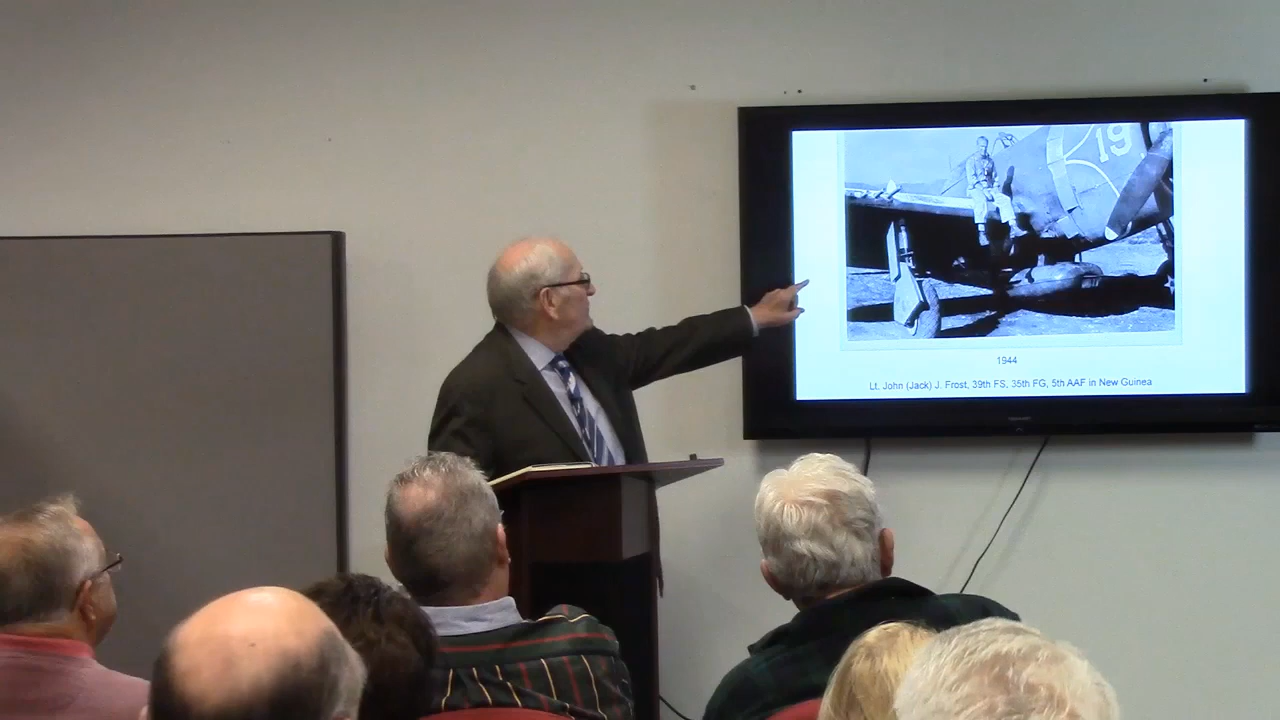 19
1944
Lt. John (Jack) J. Frost, 39th FS, 35th FG, 5th AAF in New Guinea